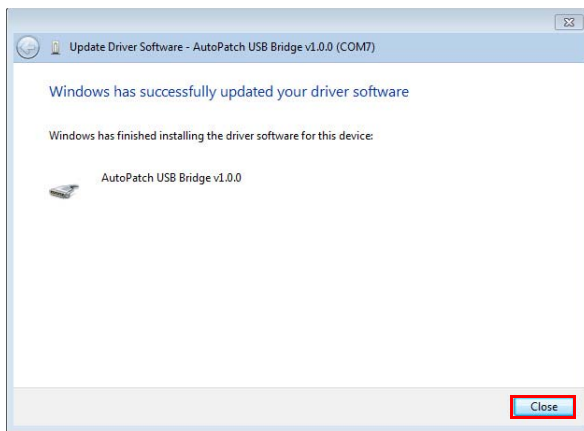 Update Driver Software - AutoPatch USB Bridge v1.0.0 (COM7)
Windows has successfully updated your driver software
Windows has finished installing the driver software for this device:
AutoPatch USB Bridge v1.0.0
Close